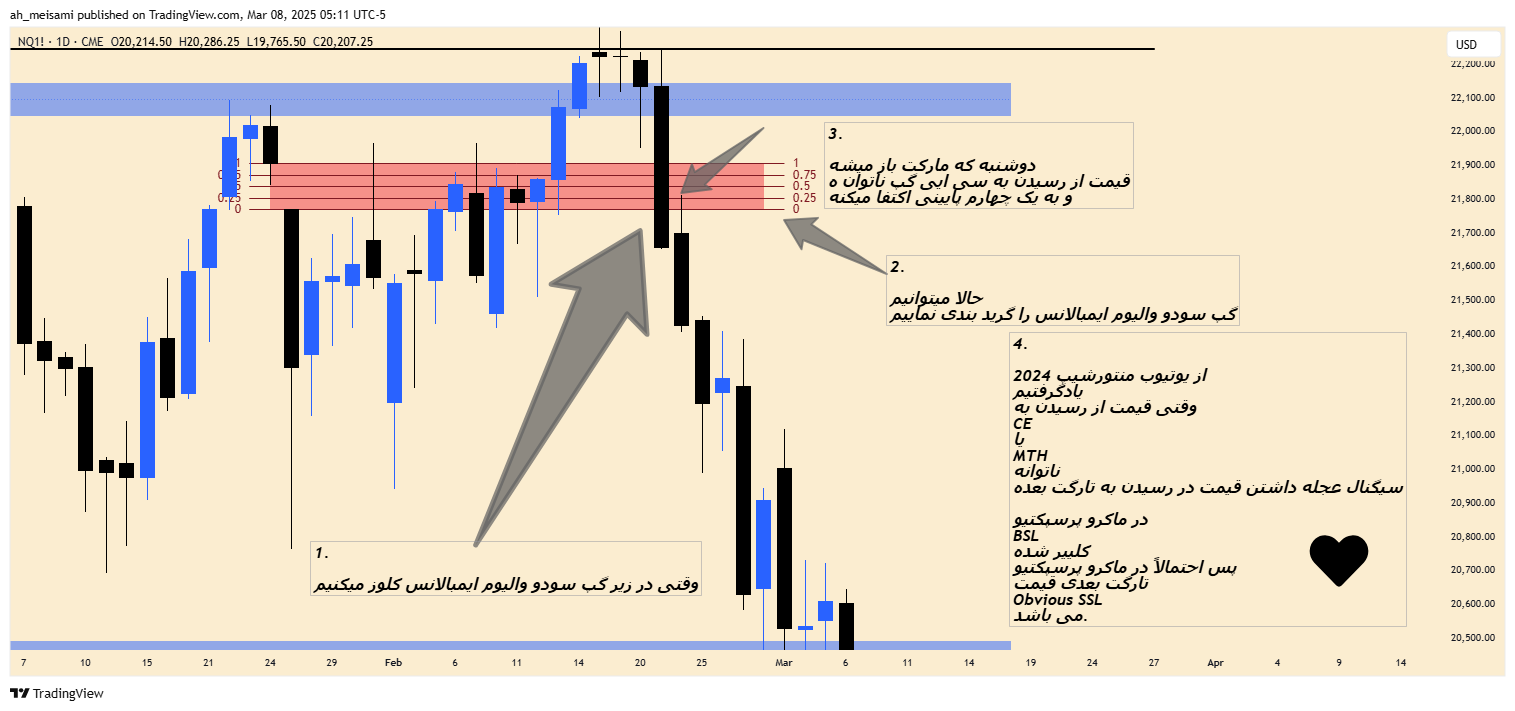 ah_meisami published on TradingView.com, Mar 08, 2025 05:11 UTC-5
NQ1! · 1D · CME O20,214.50 H20,286.25 L19,765.50 C20,207.25
USD
22,200.00
22,100.00
22,000.00
21,900.00
21,800.00
21,700.00
21,600.00
21,500.00
21,400.00
21,300.00
21,200.00
21,100.00
21,000.00
20,900.00
20,800.00
20,700.00
20,600.00
20,500.00
1
0.5
0
1
0.75
0.5
0.25
0
3.
دوشنبه که مارکت باز میشه
قیمت از رسیدن به سی ایی گپ ناتوان ه
و به یک چهارم پایینی اکتفا میکنه
2.
حالا میتوانیم
گپ سودو والیوم ایمبالانس را گرید بندی نماییم
4.
از یوتیوب منتورشیپ 2024
یادگرفتیم
وقتی قیمت از رسیدن به
CE
یا
MTH
ناتوانه
سیگنال عجله داشتن قیمت در رسیدن به تارگت بعده
در ماکرو پرسپکتیو
BSL
کلییر شده
پس احتمالاً در ماکرو پرسپکتیو
تارگت بعدی قیمت
Obvious SSL
می باشد.
1.
وقتی در زیر گپ سودو والیوم ایمبالانس کلوز میکنیم
7 10 15 21 24 29 Feb 6 11 14 20 25 Mar 6 11 14 19 24 27 Apr 4 9 14
TradingView